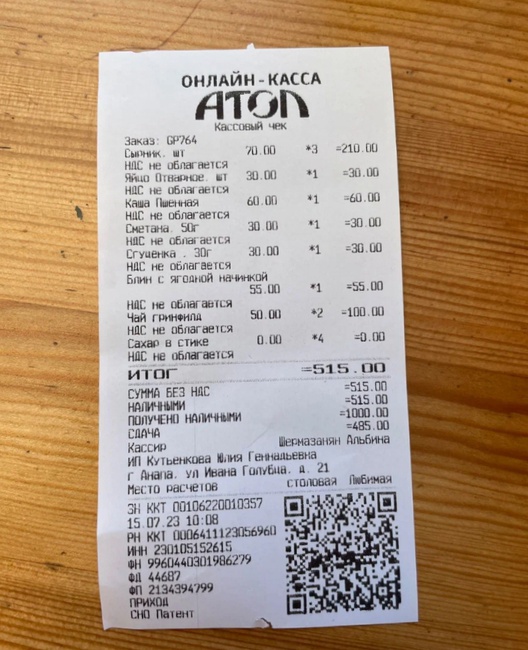 ОНЛАЙН-КАССА
АТОЛ
Кассовый чек
Заказ: GP764
Сырник. шт 70.00 *3 =210.00
НДС не облагается
Яйцо Отварное. шт 30.00 *1 =30.00
НДС не облагается
Каша Пшенная 60.00 *1 =60.00
НДС не облагается
Сметана. 50г 30.00 *1 =30.00
НДС не облагается
Сгущенка . 30г 30.00 *1 =30.00
НДС не облагается
Блин с ягодной начинкой
55.00 *1 =55.00
НДС не облагается
Чай гринфилд 50.00 *2 =100.00
НДС не облагается
Сахар в стике 0.00 *4 =0.00
НДС не облагается
ИТОГ =515.00
СУММА БЕЗ НДС =515.00
НАЛИЧНЫМИ =515.00
ПОЛУЧЕНО НАЛИЧНЫМИ =1000.00
СДАЧА =485.00
Кассир Шермазанян Альбина
ИП Кутьенкова Юлия Геннадьевна
г Анапа. ул Ивана Голубца. д. 21
Место расчетов столовая Любимая
ЗН ККТ 00106220010357
15.07.23 10:08
РН ККТ 0006411123056960
ИНН 230105152615
ФН 9960440301986279
ФД 44687
ФП 2134394799
ПРИХОД
СНО Патент